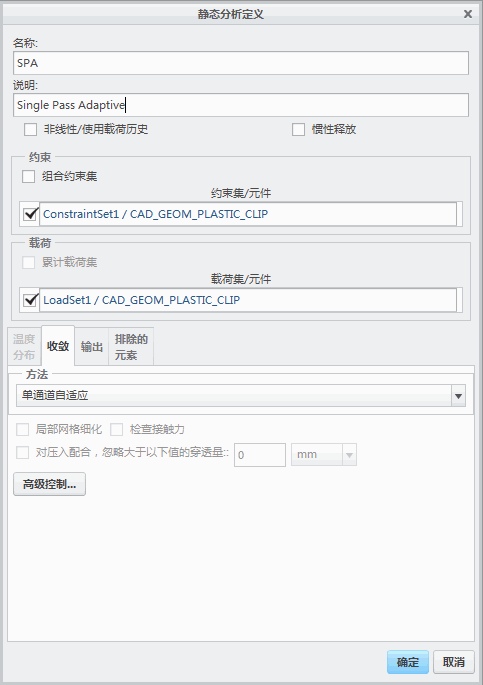 静态分析定义
名称:
SPA
说明:
Single Pass Adaptive
非线性/使用载荷历史 惯性释放
约束
组合约束集
约束集/元件
ConstraintSet1 / CAD_GEOM_PLASTIC_CLIP
载荷
累计载荷集
载荷集/元件
LoadSet1 / CAD_GEOM_PLASTIC_CLIP
温度
分布
收敛
输出
排除的
元素
方法
单通道自适应
局部网格细化 检查接触力
对压入配合，忽略大于以下值的穿透量:: 0 mm
高级控制...
确定 取消